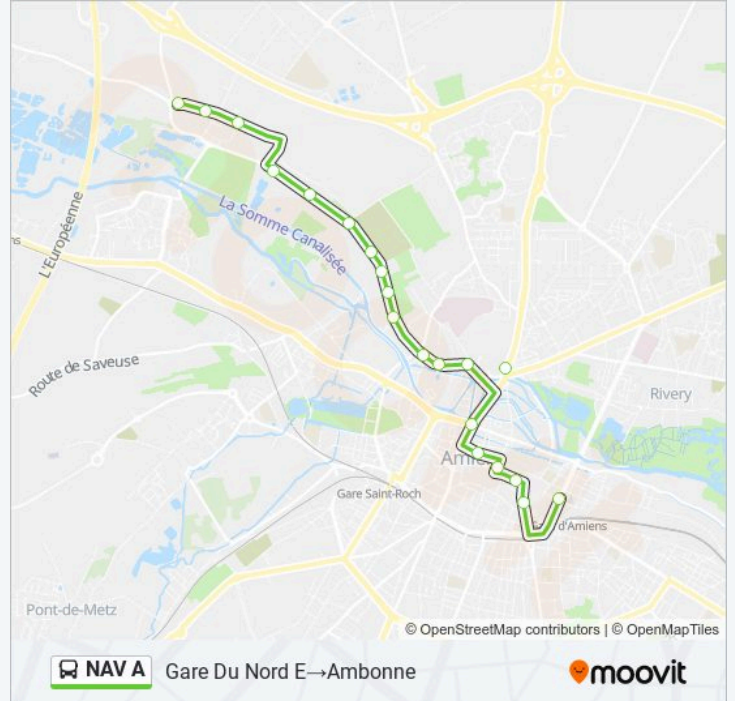 La Somme Canalisée
L'Européenne
Route de Saveuse
Rivery
Amie
Gare Saint-Roch
d'Amiens
Pont-de-Metz
© OpenStreetMap contributors | © OpenMapTiles
NAV A Gare Du Nord E→Ambonne moovit